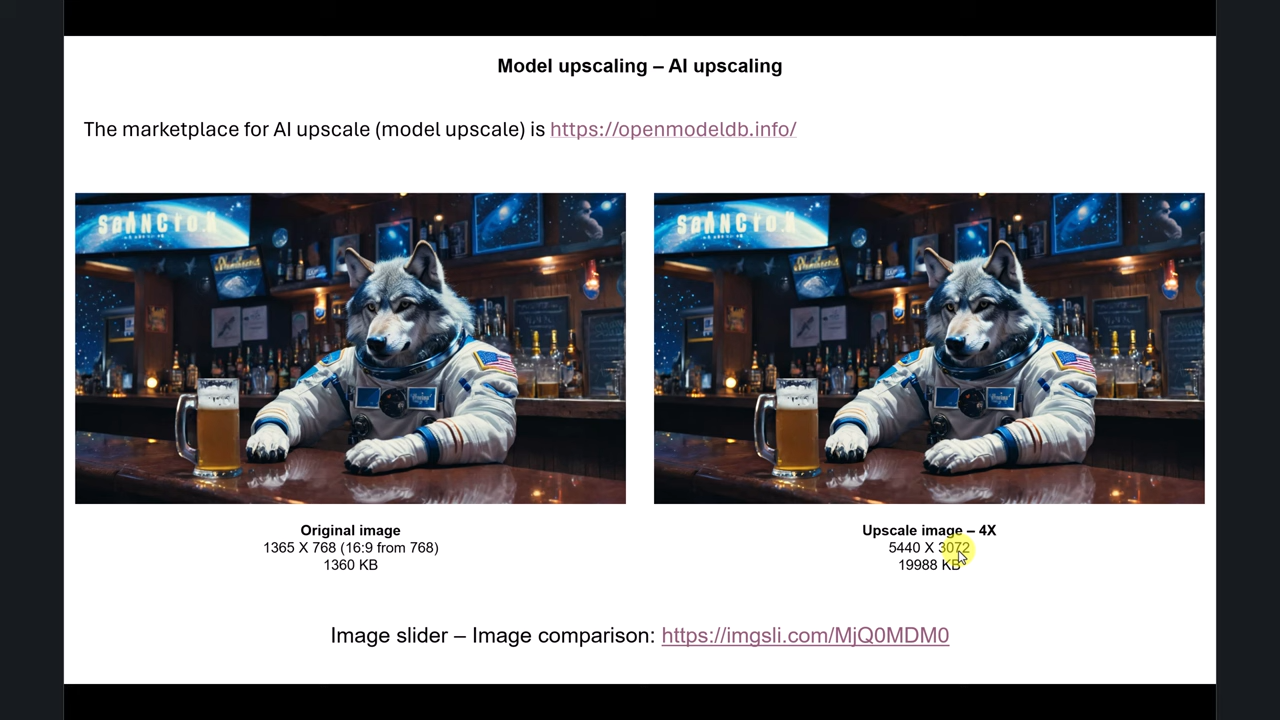 Model upscaling – AI upscaling
The marketplace for AI upscale (model upscale) is https://openmodeldb.info/
Original image
1365 X 768 (16:9 from 768)
1360 KB
Upscale image – 4X
5440 X 3072
19988 KB
Image slider – Image comparison: https://imgsli.com/MjQ0MDM0